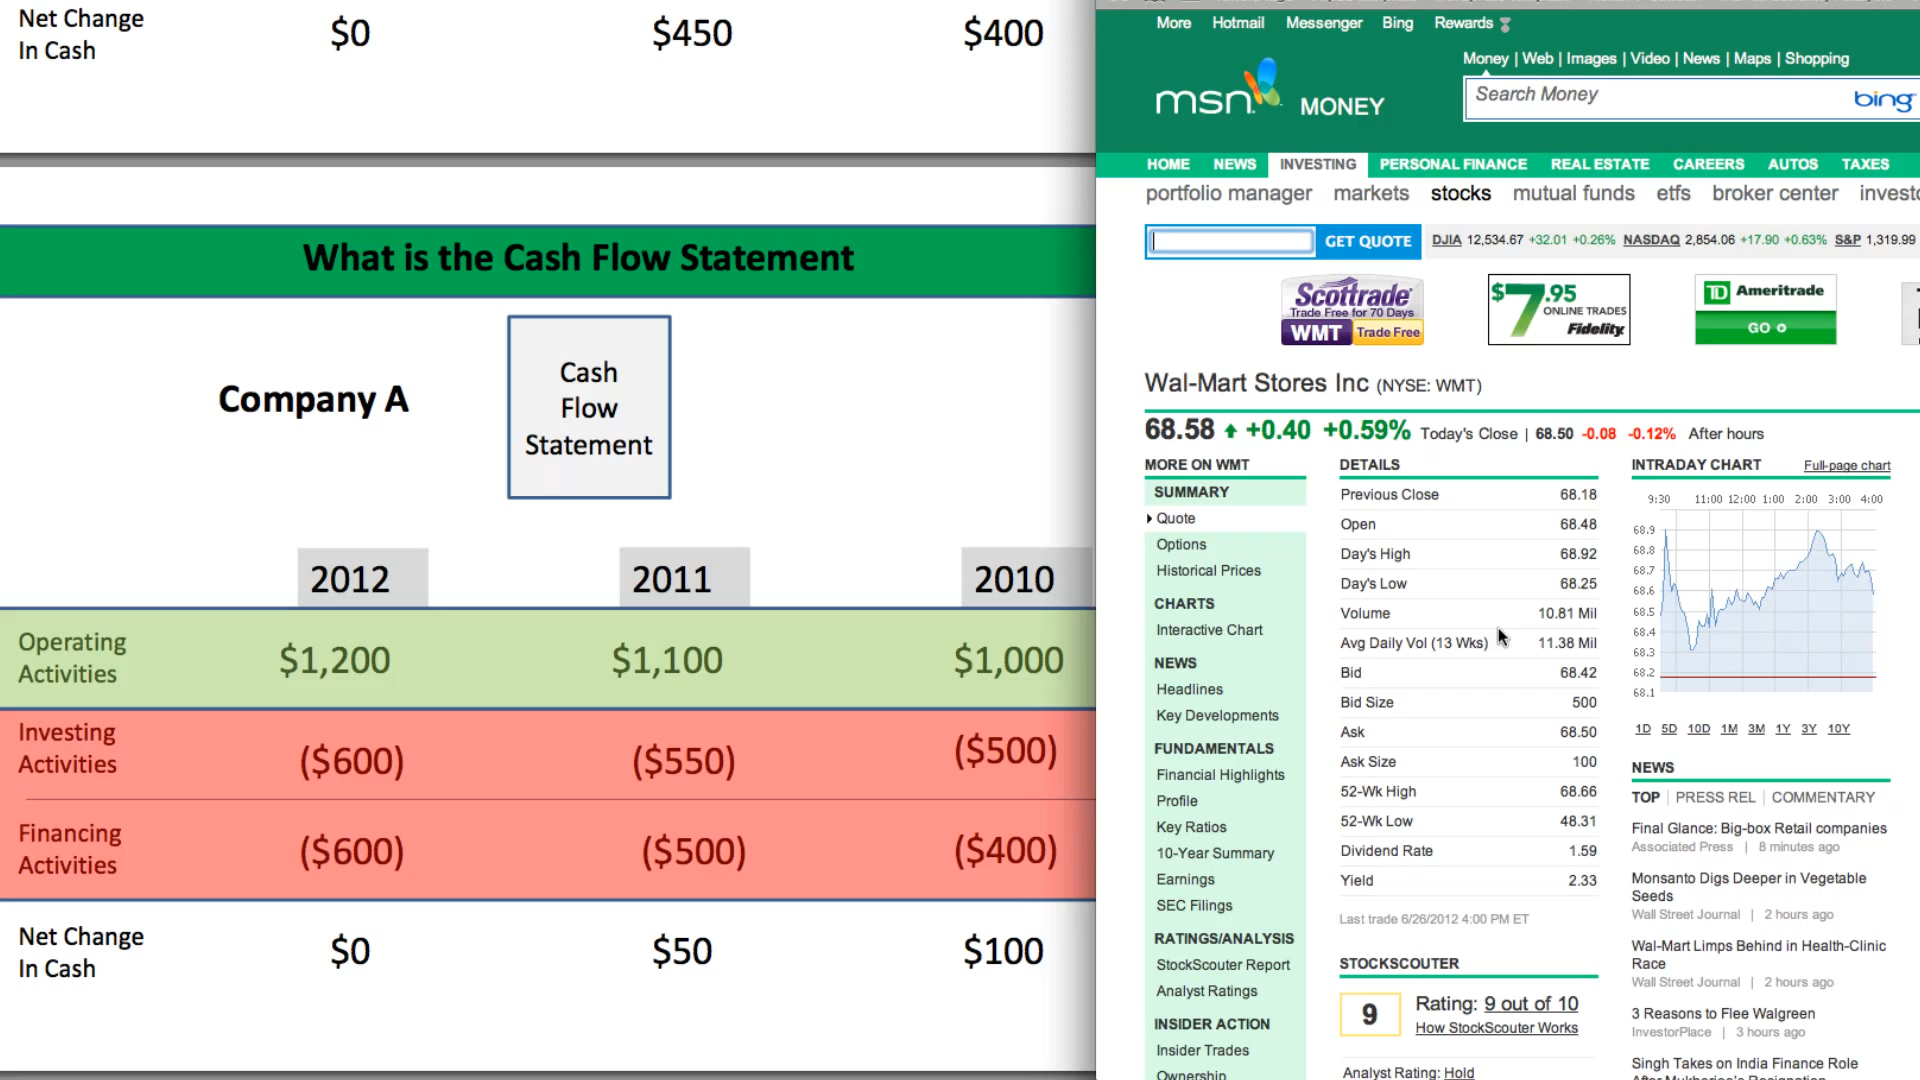 Net Change
In Cash
$0 $450 $400
What is the Cash Flow Statement
Company A
Cash
Flow
Statement
2012 2011 2010
Operating
Activities
$1,200 $1,100 $1,000
Investing
Activities
($600) ($550) ($500)
Financing
Activities
($600) ($500) ($400)
Net Change
In Cash
$0 $50 $100
More Hotmail Messenger Bing Rewards
Money | Web | Images | Video | News | Maps | Shopping
msn MONEY
Search Money bing
HOME NEWS INVESTING PERSONAL FINANCE REAL ESTATE CAREERS AUTOS TAXES
portfolio manager markets stocks mutual funds etfs broker center
GET QUOTE DJIA 12,534.67 +32.01 +0.26% NASDAQ 2,854.06 +17.90 +0.63% S&P 1,319.99
Scottrade
Trade Free for 70 Days
WMT Trade Free
$7.95
ONLINE TRADES
Fidelity
TD Ameritrade
GO
Wal-Mart Stores Inc (NYSE: WMT)
68.58 +0.40 +0.59% Today's Close | 68.50 -0.08 -0.12% After hours
MORE ON WMT
SUMMARY
Quote
Options
Historical Prices
CHARTS
Interactive Chart
NEWS
Headlines
Key Developments
FUNDAMENTALS
Financial Highlights
Profile
Key Ratios
10-Year Summary
Earnings
SEC Filings
RATINGS/ANALYSIS
StockScouter Report
Analyst Ratings
INSIDER ACTION
Insider Trades
Ownership
DETAILS
Previous Close 68.18
Open 68.48
Day's High 68.92
Day's Low 68.25
Volume 10.81 Mil
Avg Daily Vol (13 Wks) 11.38 Mil
Bid 68.42
Bid Size 500
Ask 68.50
Ask Size 100
52-Wk High 68.66
52-Wk Low 48.31
Dividend Rate 1.59
Yield 2.33
Last trade 6/26/2012 4:00 PM ET
STOCKSCOUTER
9 Rating: 9 out of 10
How StockScouter Works
Analyst Rating: Hold
INTRADAY CHART Full-page chart
9:30 11:00 12:00 1:00 2:00 3:00 4:00
68.9
68.8
68.7
68.6
68.5
68.4
68.3
68.2
68.1
1D 5D 10D 1M 3M 1Y 3Y 10Y
NEWS
TOP | PRESS REL | COMMENTARY
Final Glance: Big-box Retail companies
Associated Press | 8 minutes ago
Monsanto Digs Deeper in Vegetable
Seeds
Wall Street Journal | 2 hours ago
Wal-Mart Limps Behind in Health-Clinic
Race
Wall Street Journal | 2 hours ago
3 Reasons to Flee Walgreen
InvestorPlace | 3 hours ago
Singh Takes on India Finance Role